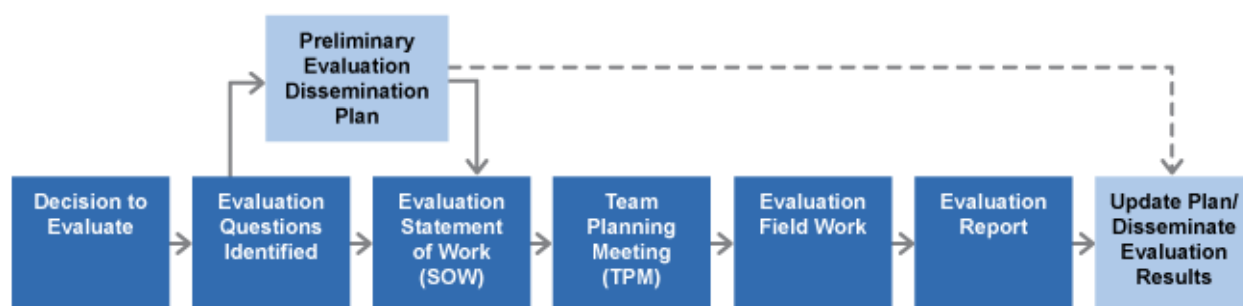 Preliminary
Evaluation
Dissemination
Plan
Decision to
Evaluate
Evaluation
Questions
Identified
Evaluation
Statement
of Work
(SOW)
Team
Planning
Meeting
(TPM)
Evaluation
Field Work
Evaluation
Report
Update Plan/
Disseminate
Evaluation
Results